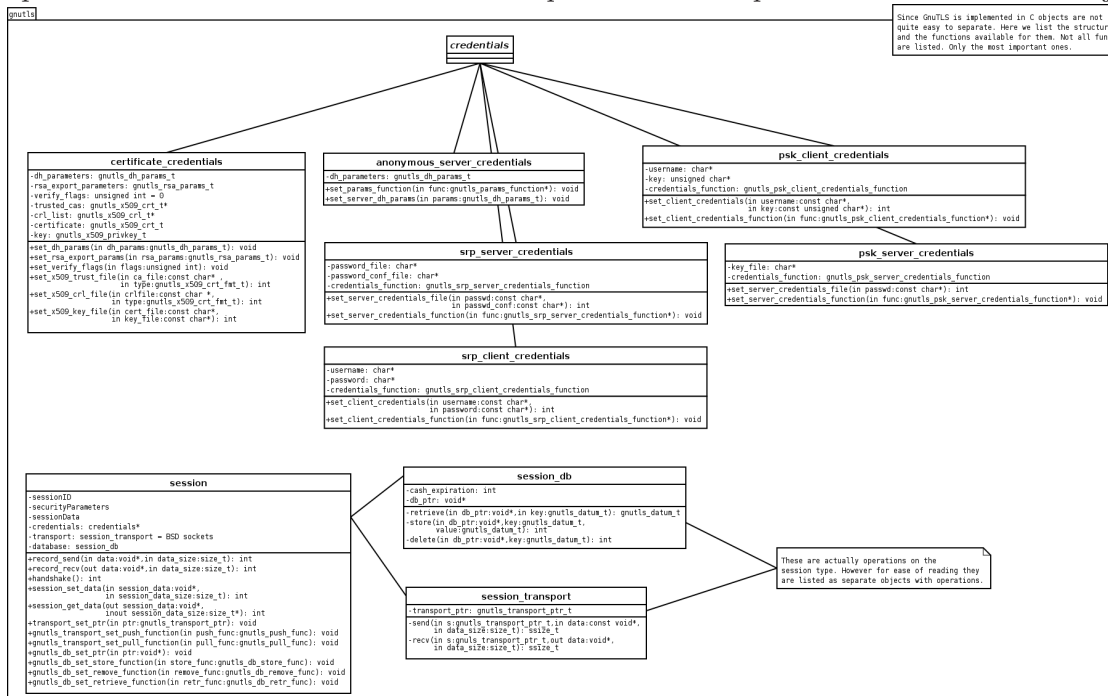 gnutls
Since GnuTLS is implemented in C objects are not
quite easy to separate. Here we list the
and the functions available for them. Not all
are listed. Only the most important ones.
credentials
certificate_credentials
-dh_parameters: gnutls_dh_params_t
-rsa_export_parameters: gnutls_rsa_params_t
-verify_flags: unsigned int = 0
-trusted_cas: gnutls_x509_crt_t*
-crl_list: gnutls_x509_crl_t*
-certificate: gnutls_x509_crt_t
-key: gnutls_x509_privkey_t
+set_dh_params(in dh_params:gnutls_dh_params_t): void
+set_rsa_export_params(in rsa_params:gnutls_rsa_params_t): void
+set_verify_flags(in flags:unsigned int): void
+set_x509_trust_file(in ca_file:const char* ,
in type:gnutls_x509_crt_fmt_t): int
+set_x509_crl_file(in crlfile:const char *,
in type:gnutls_x509_crt_fmt_t): int
+set_x509_key_file(in cert_file:const char*,
in key_file:const char*): int
anonymous_server_credentials
-dh_parameters: gnutls_dh_params_t
+set_params_function(in func:gnutls_params_function*): void
+set_server_dh_params(in params:gnutls_dh_params_t): void
psk_client_credentials
-username: char*
-key: unsigned char*
-credentials_function: gnutls_psk_client_credentials_function
+set_client_credentials(in username:const char*,
in key:const unsigned char*): int
+set_client_credentials_function(in func:gnutls_psk_client_credentials_function*): void
srp_server_credentials
-password_file: char*
-password_conf_file: char*
-credentials_function: gnutls_srp_server_credentials_function
+set_server_credentials_file(in passwd:const char*,
in passwd_conf:const char*): int
+set_server_credentials_function(in func:gnutls_srp_server_credentials_function*): void
psk_server_credentials
-key_file: char*
-credentials_function: gnutls_psk_server_credentials_function
+set_server_credentials_file(in passwd:const char*): int
+set_server_credentials_function(in func:gnutls_psk_server_credentials_function*): void
srp_client_credentials
-username: char*
-password: char*
-credentials_function: gnutls_srp_client_credentials_function
+set_client_credentials(in username:const char*,
in password:const char*): int
+set_client_credentials_function(in func:gnutls_srp_client_credentials_function*): void
session
-sessionID
-securityParameters
-sessionData
-credentials: credentials*
-transport: session_transport = BSD sockets
-database: session_db
+record_send(in data:void*,in data_size:size_t): int
+record_recv(out data:void*,in data_size:size_t): int
+handshake(): int
+session_set_data(in session_data:void*,
in session_data_size:size_t): int
+session_get_data(out session_data:void*,
inout session_data_size:size_t*): int
+transport_set_ptr(in ptr:gnutls_transport_ptr): void
+gnutls_transport_set_push_function(in push_func:gnutls_push_func): void
+gnutls_transport_set_pull_function(in pull_func:gnutls_pull_func): void
+gnutls_db_set_ptr(in ptr:void*): void
+gnutls_db_set_store_function(in store_func:gnutls_db_store_func): void
+gnutls_db_set_remove_function(in remove_func:gnutls_db_remove_func): void
+gnutls_db_set_retrieve_function(in retr_func:gnutls_db_retr_func): void
session_db
-cash_expiration: int
-db_ptr: void*
-retrieve(in db_ptr:void*,in key:gnutls_datum_t): gnutls_datum_t
-store(in db_ptr:void*,key:gnutls_datum_t,
value:gnutls_datum_t): int
-delete(in db_ptr:void*,key:gnutls_datum_t): int
session_transport
-transport_ptr: gnutls_transport_ptr_t
-send(in s:gnutls_transport_ptr_t,in data:const void*,
in data_size:size_t): ssize_t
-recv(in s:gnuls_transport_ptr_t,out data:void*,
in data_size:size_t): ssize_t
These are actually operations on the
session type. However for ease of reading they
are listed as separate objects with operations.